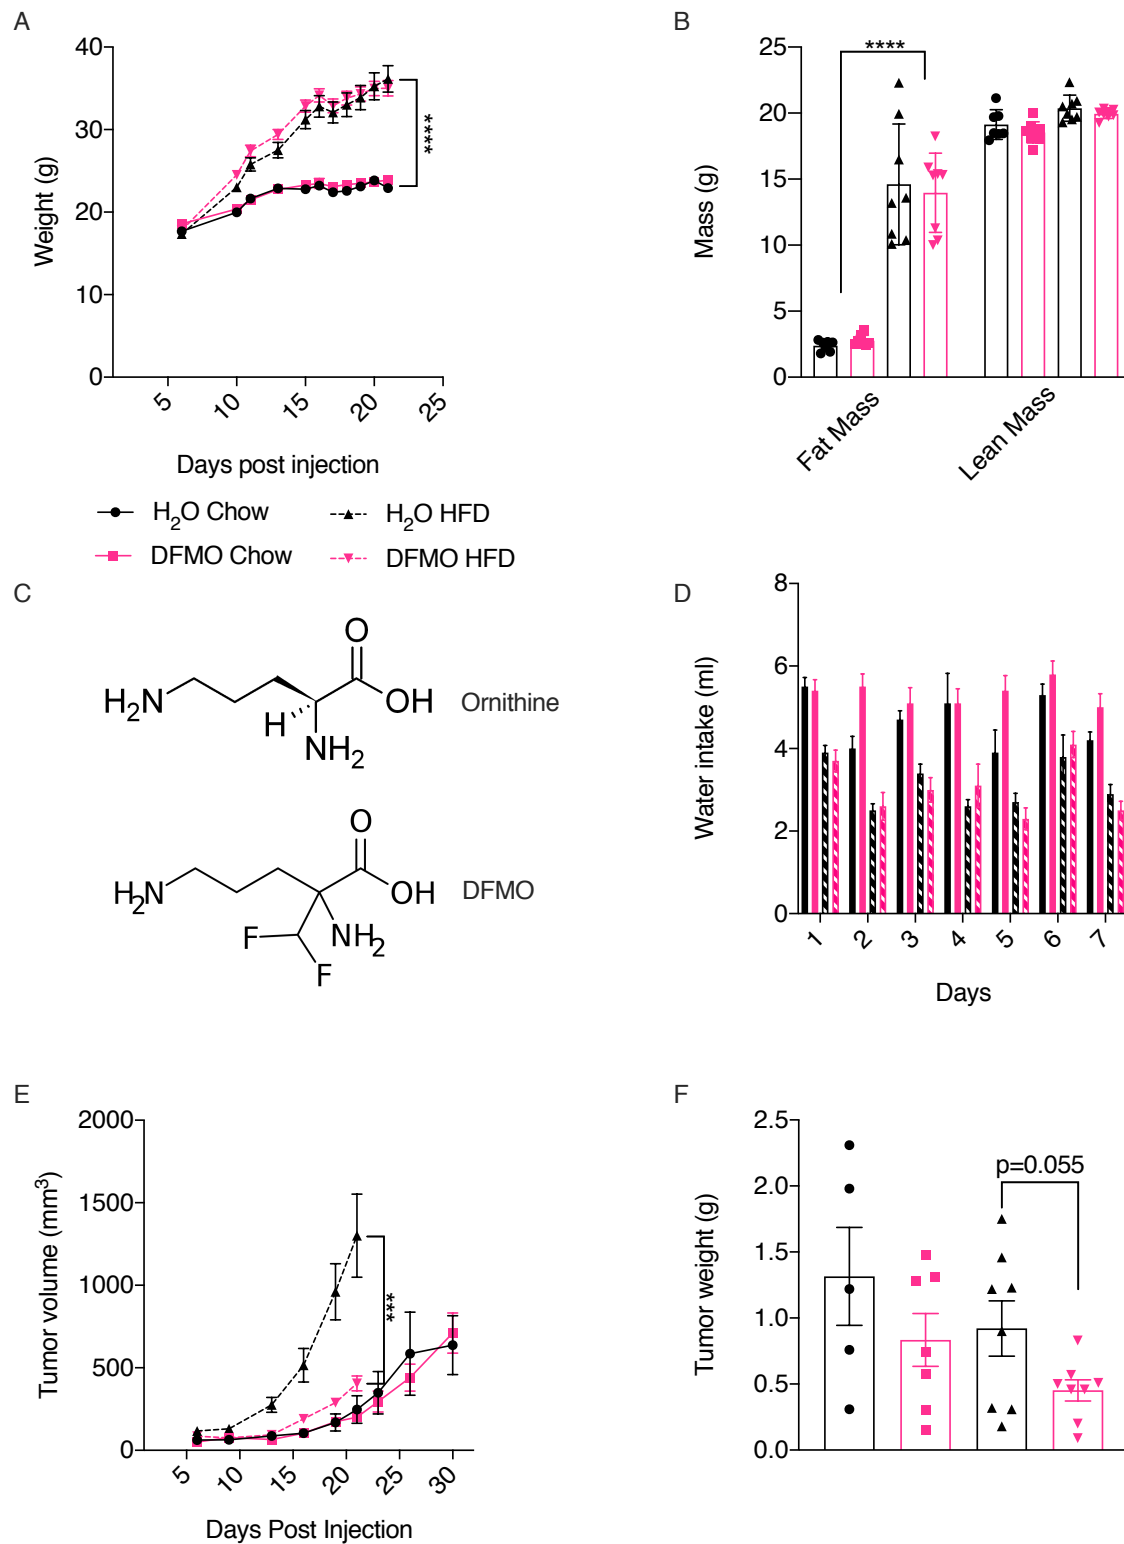 A
40
30
20
10
0
Weight (g)
5
10
15
20
25
Days post injection
****
H2O Chow
H2O HFD
DFMO Chow
DFMO HFD
B
25
20
15
10
5
0
Mass (g)
****
Fat Mass
Lean Mass
C
O
H2N
OH
H
NH2
Ornithine
O
H2N
OH
NH2
F
F
DFMO
D
8
6
4
2
0
Water intake (ml)
1
2
3
4
5
6
7
Days
E
2000
1500
1000
500
0
Tumor volume (mm3)
***
5
10
15
20
25
30
Days Post Injection
F
2.5
2.0
1.5
1.0
0.5
0.0
Tumor weight (g)
p=0.055